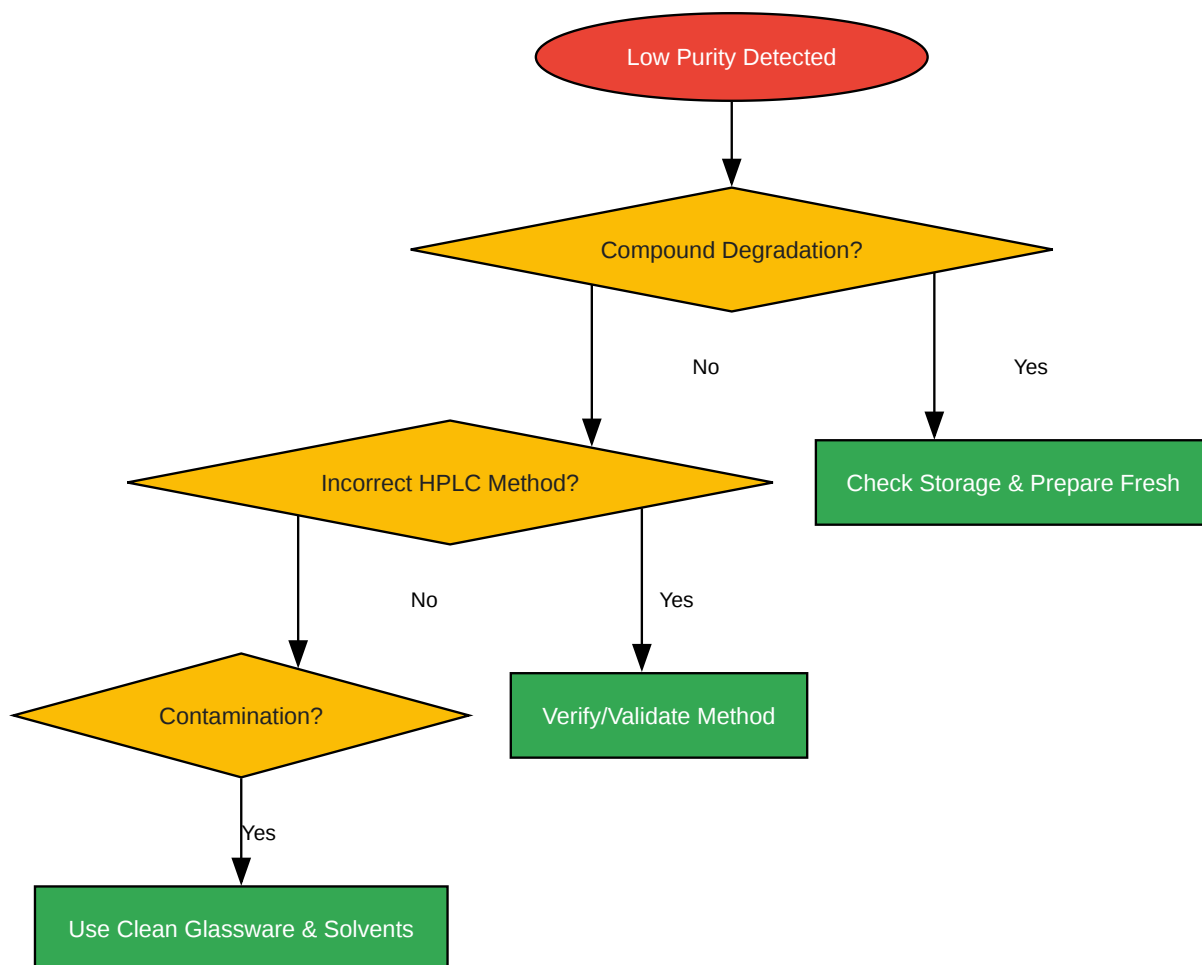 Low Purity Detected
Compound Degradation?
No
Yes
Incorrect HPLC Method?
Check Storage & Prepare Fresh
No
Yes
Contamination?
Verify/Validate Method
Yes
Use Clean Glassware & Solvents